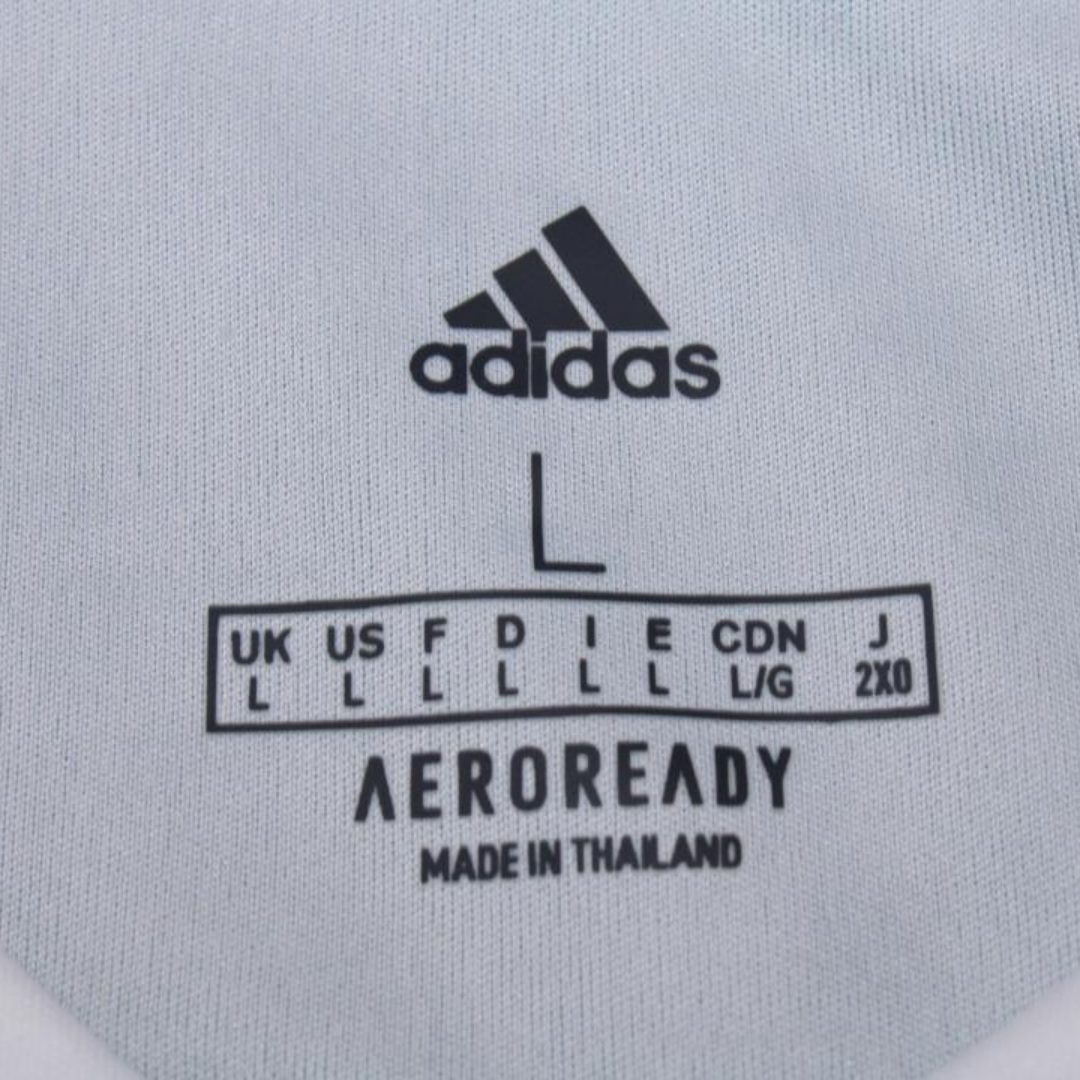 adidas
L
UK US F D I E CDN J
L L L L L L L/G 2XO
AEROREADY
MADE IN THAILAND